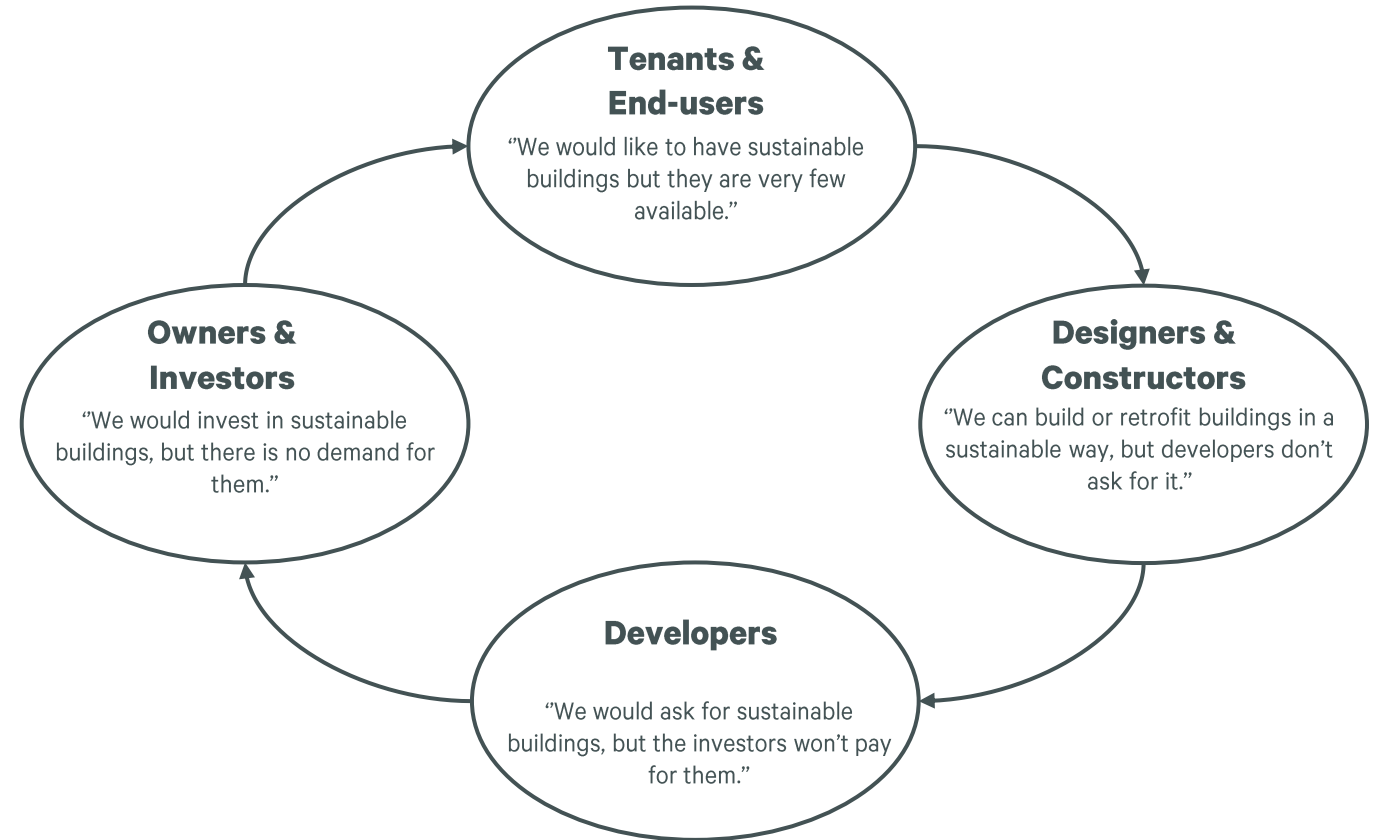 Tenants &
End-users
“We would like to have sustainable
buildings but they are very few
available.”
Owners &
Investors
“We would invest in sustainable
buildings, but there is no demand for
them.”
Designers &
Constructors
“We can build or retrofit buildings in a
sustainable way, but developers don’t
ask for it.”
Developers
“We would ask for sustainable
buildings, but the investors won’t pay
for them.”